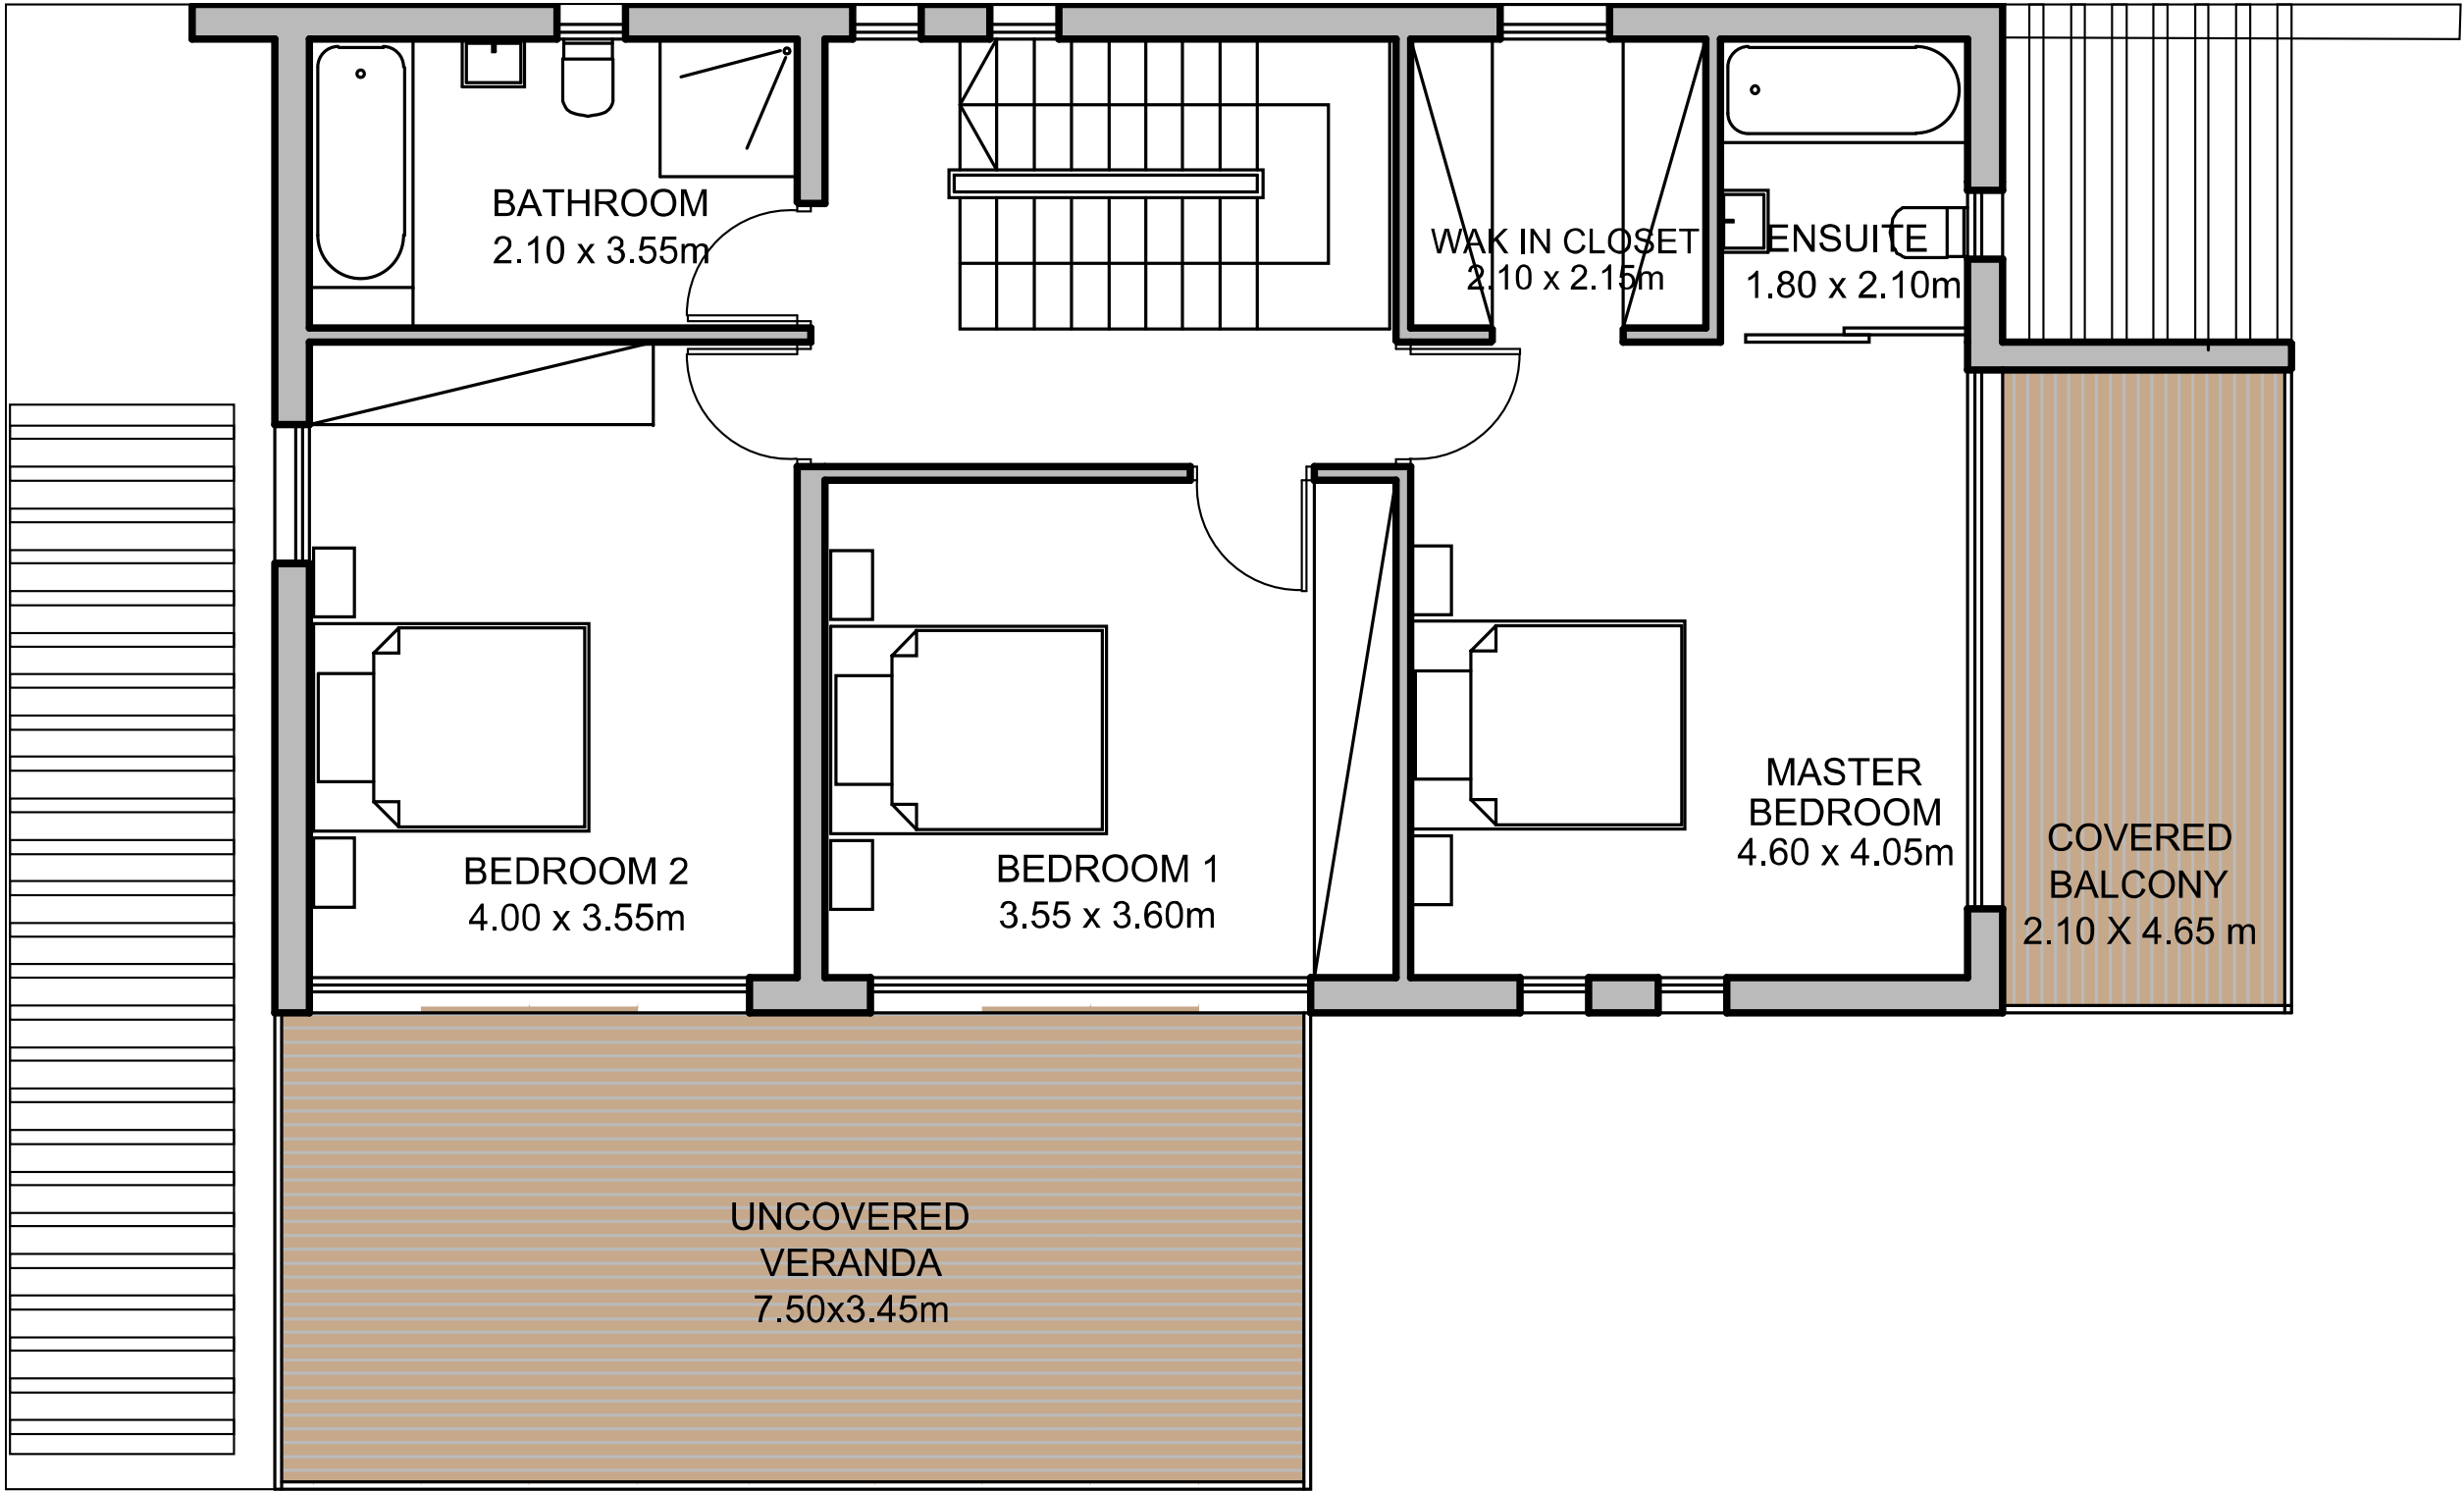 BATHROOM
2.10 x 3.55m
WAK IN CLOSET
2.10 x 2.15m
ENSUITE
1.80 x 2.10m
MASTER
BEDROOM
4.60 x 4.05m
COVERED
BALCONY
2.10 X 4.65 m
BEDROOM 2
4.00 x 3.55m
BEDROOM 1
3.55 x 3.60m
UNCOVERED
VERANDA
7.50x3.45m